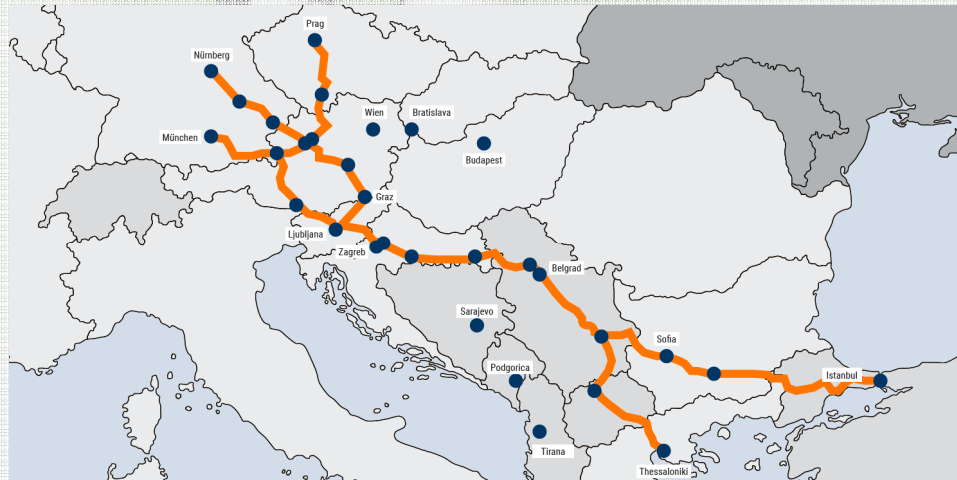 Prag
Nürnberg
Wien
Bratislava
München
Budapest
Graz
Ljubljana
Zagreb
Belgrad
Sarajevo
Sofia
Podgorica
Istanbul
Tirana
Thessaloniki